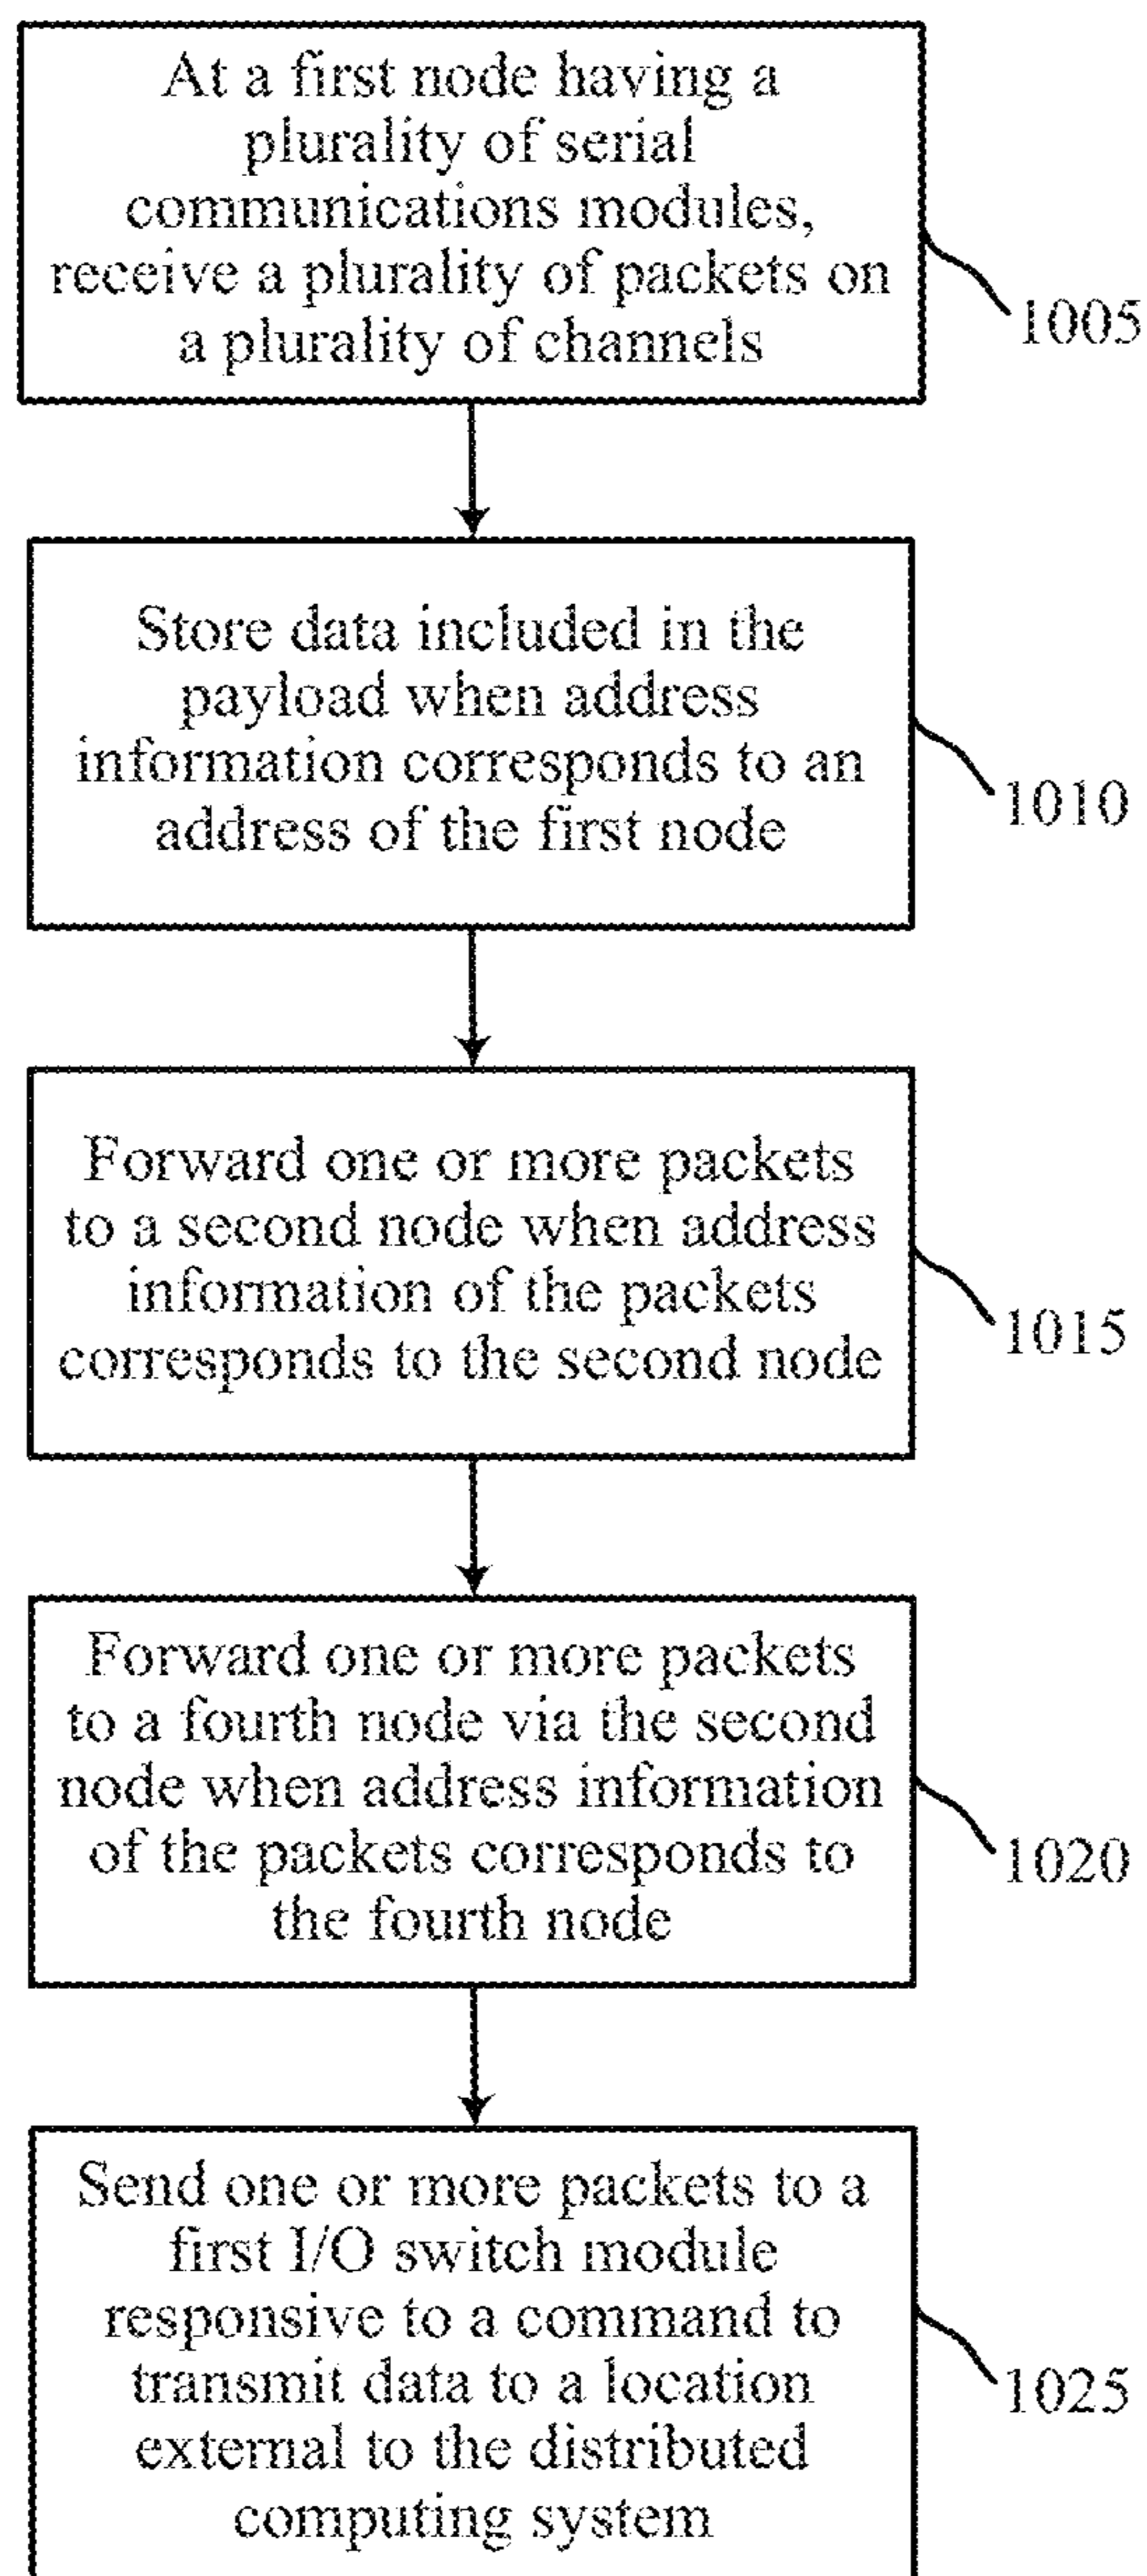 At a first node having a
plurality of serial
communications modules,
receive a plurality of packets on
a plurality of channels
1005
Store data included in the
payload when address
information corresponds to an
address of the first node
1010
Forward one or more packets
to a second node when address
information of the packets
corresponds to the second node
1015
Forward one or more packets
to a fourth node via the second
node when address information
of the packets corresponds to
the fourth node
1020
Send one or more packets to a
first I/O switch module
responsive to a command to
transmit data to a location
external to the distributed
computing system
1025